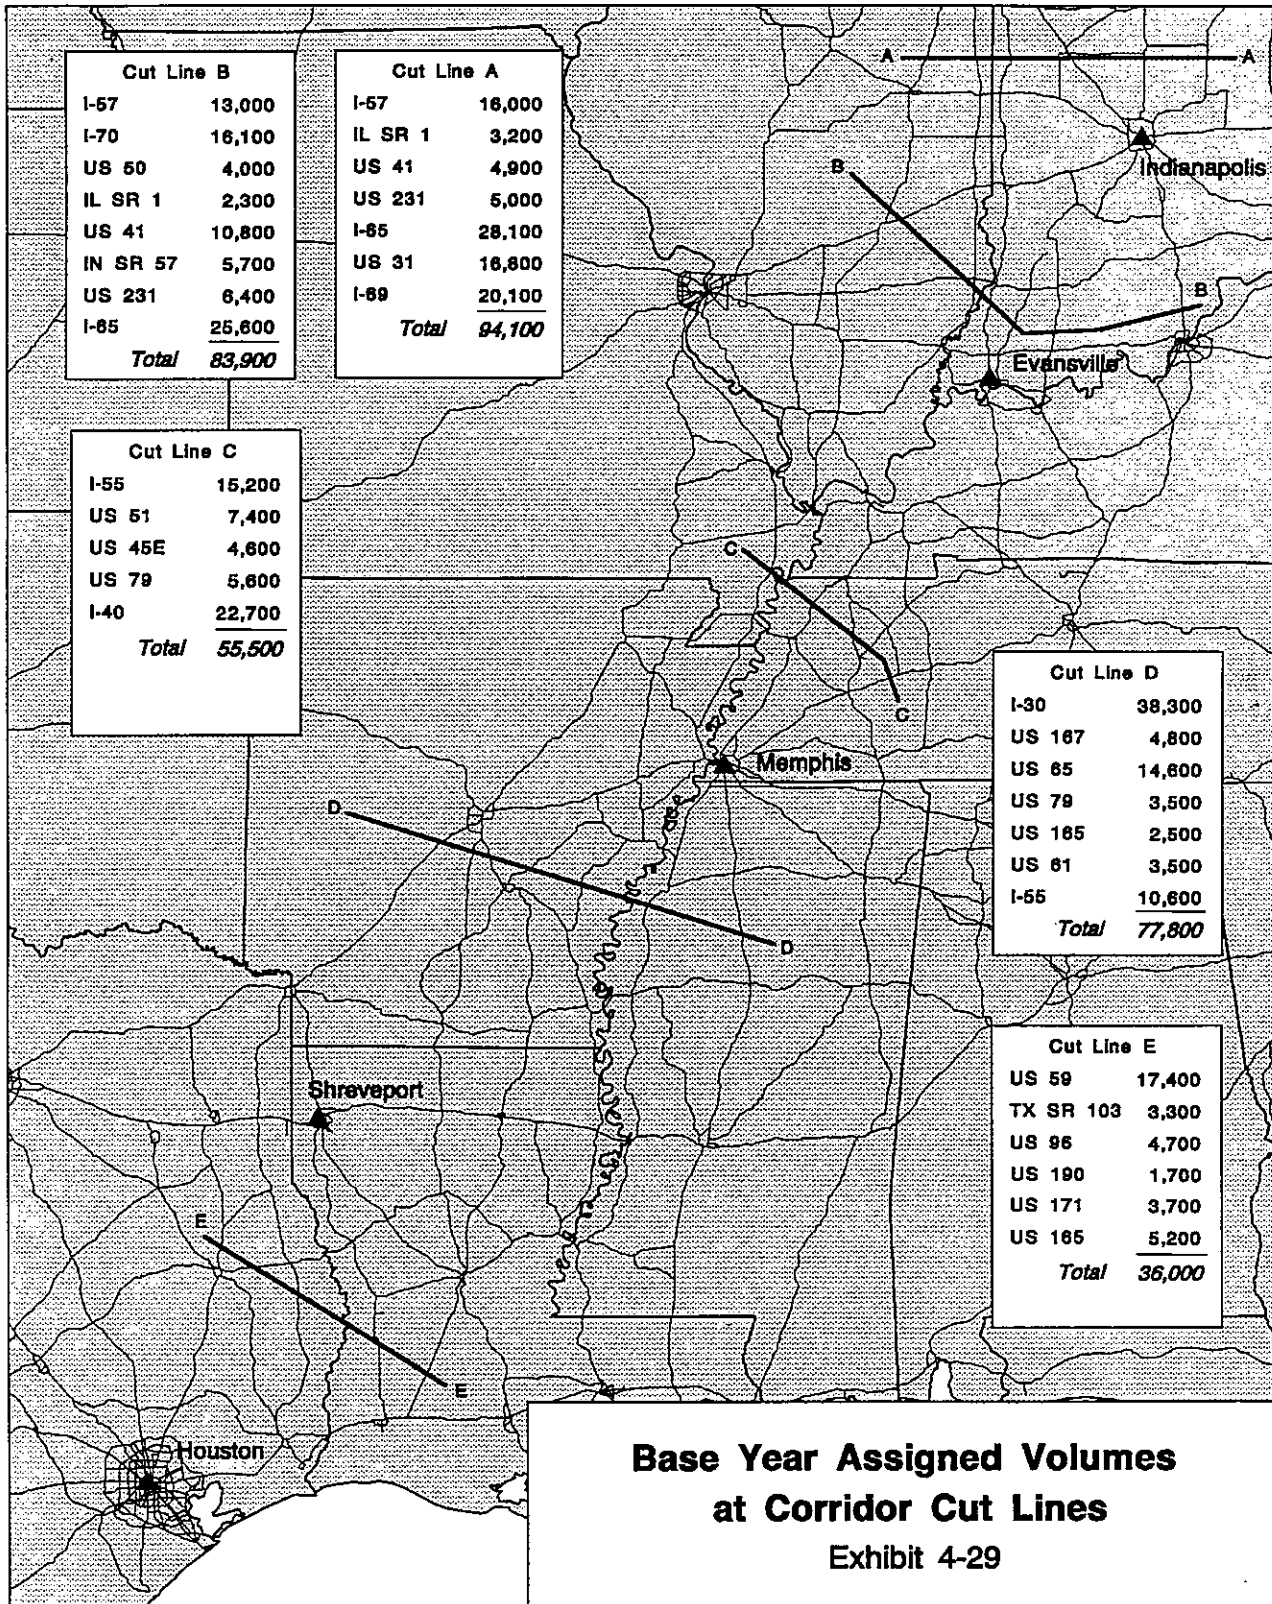 A A
Cut Line B
I-57 13,000
I-70 16,100
US 50 4,000
IL SR 1 2,300
US 41 10,800
IN SR 57 5,700
US 231 6,400
I-65 25,600
Total 83,900
Cut Line A
I-57 16,000
IL SR 1 3,200
US 41 4,900
US 231 5,000
I-65 28,100
US 31 16,800
I-69 20,100
Total 94,100
Indianapolis
B
B
Evansville
Cut Line C
I-55 15,200
US 51 7,400
US 45E 4,600
US 79 5,600
I-40 22,700
Total 55,500
C
C
Memphis
Cut Line D
I-30 38,300
US 167 4,800
US 65 14,600
US 79 3,500
US 165 2,500
US 61 3,500
I-55 10,600
Total 77,800
D
D
Shreveport
Cut Line E
US 59 17,400
TX SR 103 3,300
US 96 4,700
US 190 1,700
US 171 3,700
US 165 5,200
Total 36,000
E
E
Houston
Base Year Assigned Volumes
at Corridor Cut Lines
Exhibit 4-29